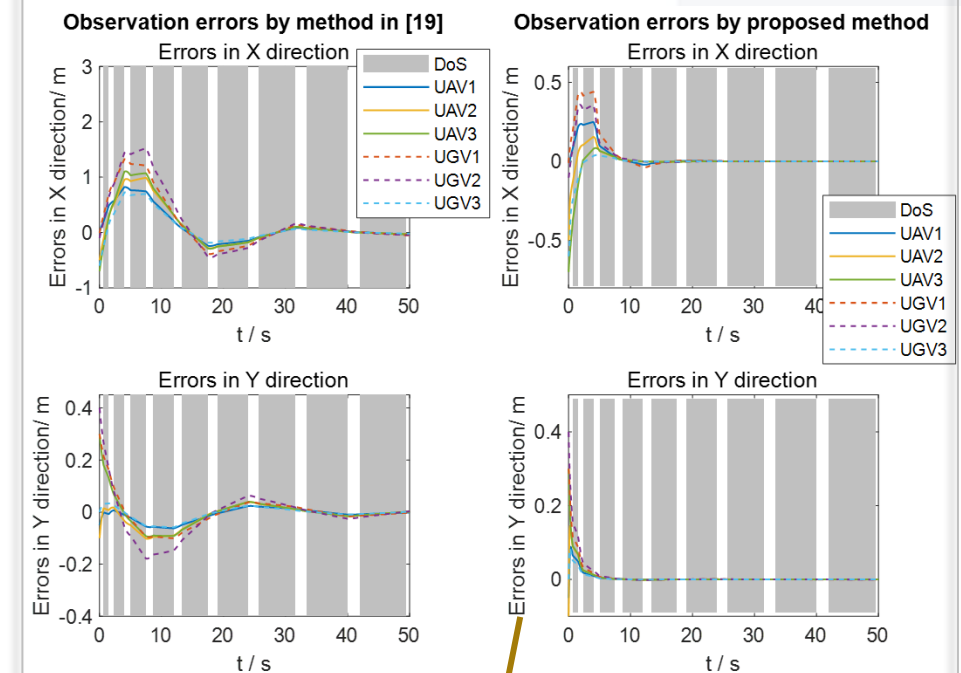 Observation errors by method in [19]
Errors in X direction
Errors in X direction/ m
3
2
1
0
-1
0 10 20 30 40 50
t / s
DoS
UAV1
UAV2
UAV3
UGV1
UGV2
UGV3
Observation errors by proposed method
Errors in X direction
Errors in X direction/ m
0.5
0
-0.5
0 10 20 30 40
t / s
DoS
UAV1
UAV2
UAV3
UGV1
UGV2
UGV3
Errors in Y direction
Errors in Y direction/ m
0.4
0.2
0
-0.2
-0.4
0 10 20 30 40 50
t / s
Errors in Y direction
Errors in Y direction/ m
0.4
0.2
0
0 10 20 30 40 50
t / s